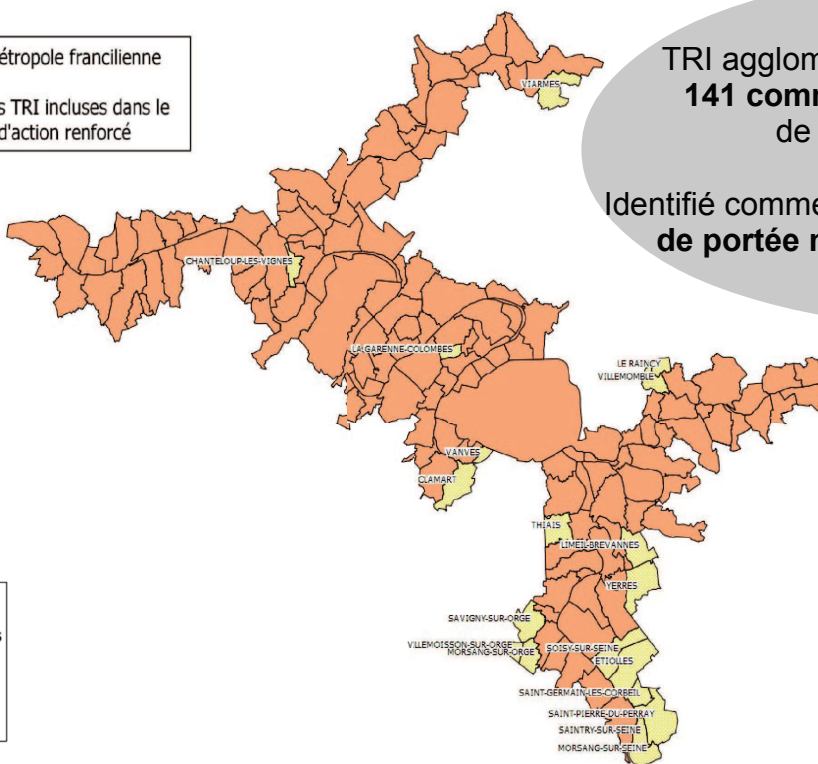 étropole francilienne
s TRI incluses dans le
d'action renforcé
TRI agglom
141 comm
de
Identifié comme
de portée n
VIARMES
CHANTELOUP-LES-VIGNES
LA GARENNE-COLOMBES
LE RAINCY
VILLEMOMBLE
VANVES
CLAMART
THIAIS
LIMEIL-BREVANNES
YERRES
SAVIGNY-SUR-ORGE
VILLEMOISSON-SUR-ORGE
MORSANG-SUR-ORGE
SOISY-SUR-SEINE
ETIOLLES
SAINT-GERMAIN-LES-CORBEIL
SAINT-PIERRE-DU-PERRAY
SAINTRY-SUR-SEINE
MORSANG-SUR-SEINE
s